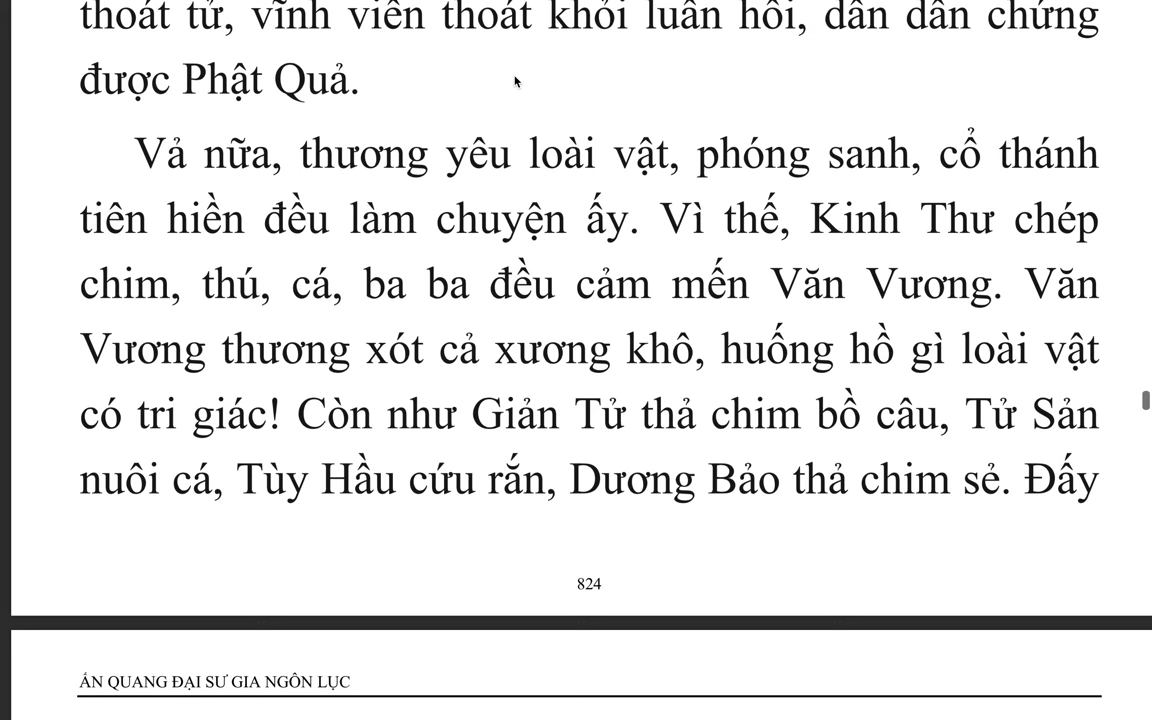 thoát tử, vĩnh viễn thoát khỏi luân hồi, dần dần chứng
được Phật Quả.
Vả nữa, thương yêu loài vật, phóng sanh, cổ thánh
tiên hiền đều làm chuyện ấy. Vì thế, Kinh Thư chép
chim, thú, cá, ba ba đều cảm mến Văn Vương. Văn
Vương thương xót cả xương khô, huống hồ gì loài vật
có tri giác! Còn như Giản Tử thả chim bồ câu, Tử Sản
nuôi cá, Tùy Hầu cứu rắn, Dương Bảo thả chim sẻ. Đấy
824
ẤN QUANG ĐẠI SƯ GIA NGÔN LỤC